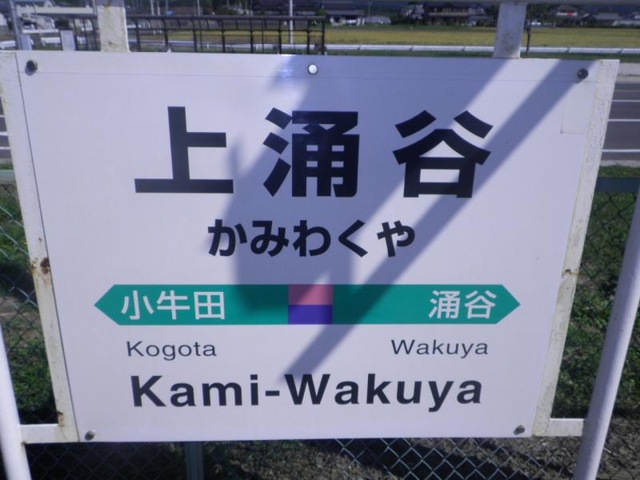 上涌谷
かみわくや
小牛田 涌谷
Kogota Wakuya
Kami-Wakuya